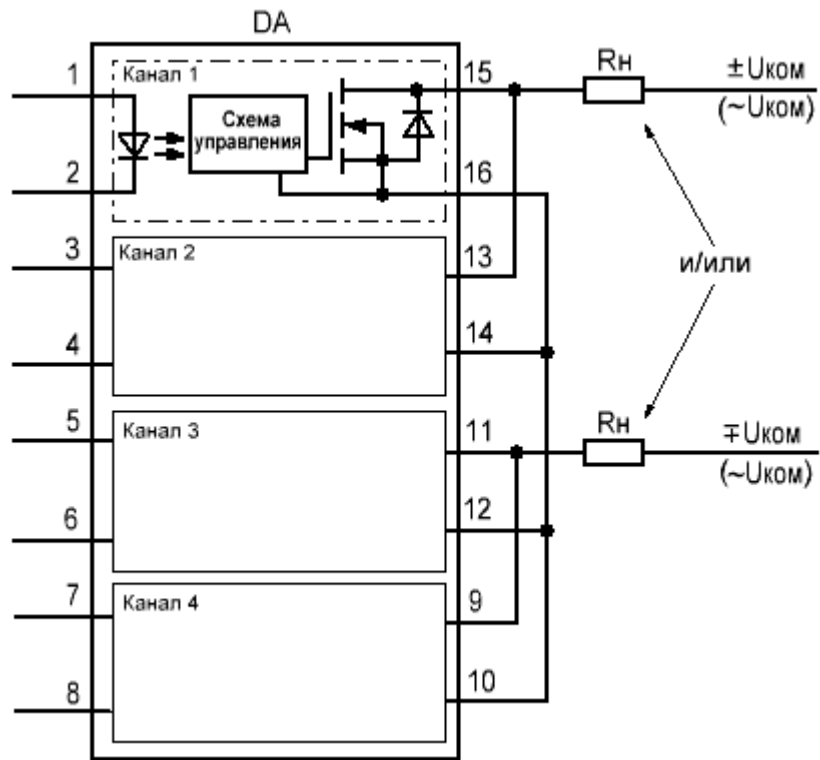 DA
1
Канал 1
15
Rн
±Uком
(~Uком)
Схема
управления
2
16
3
Канал 2
13
и/или
4
14
5
Канал 3
11
Rн
∓Uком
(~Uком)
6
12
7
Канал 4
9
8
10